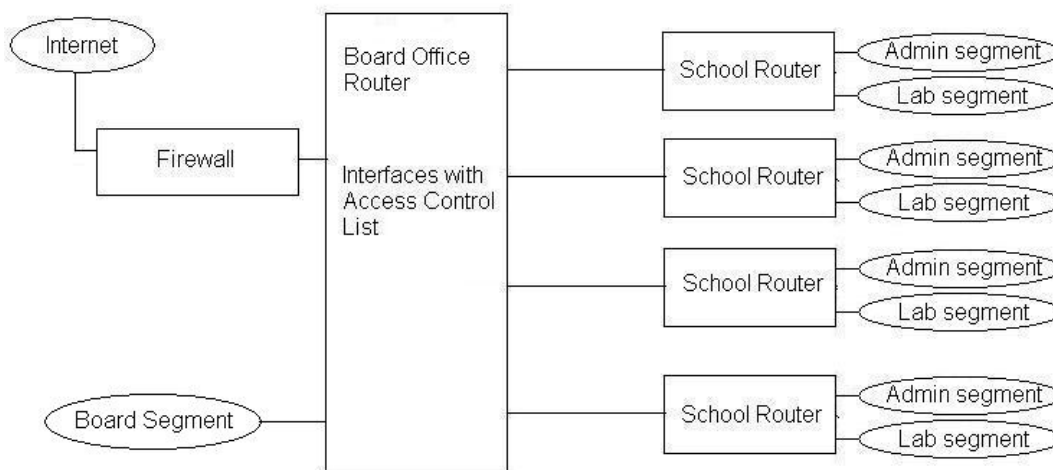 Internet
Firewall
Board Segment
Board Office
Router
Interfaces with
Access Control
List
School Router
Admin segment
Lab segment
School Router
Admin segment
Lab segment
School Router
Admin segment
Lab segment
School Router
Admin segment
Lab segment